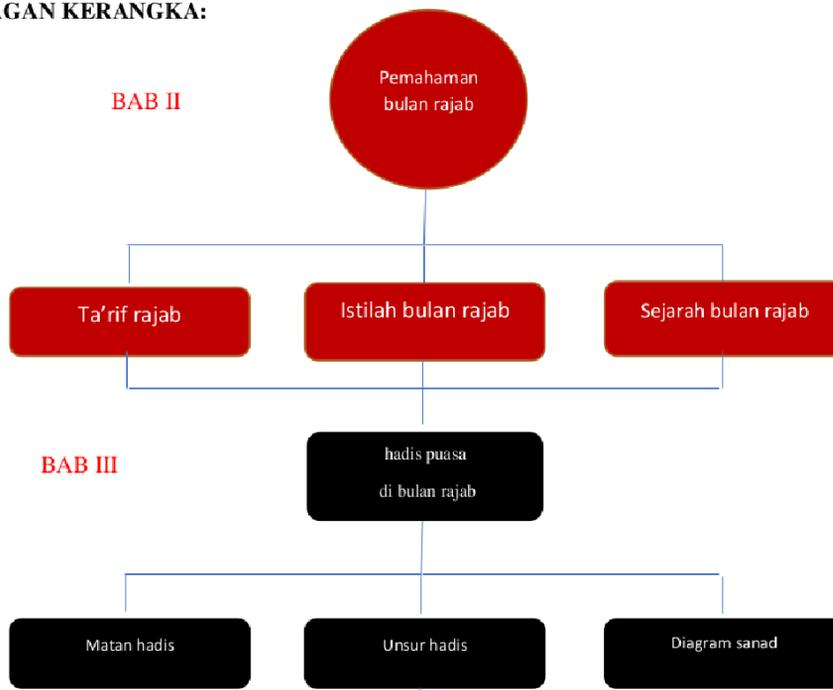 KERANGKA:
Pemahaman
bulan rajab
BAB II
Ta’rif rajab
Istilah bulan rajab
Sejarah bulan rajab
BAB III
hadis puasa
di bulan rajab
Matan hadis
Unsur hadis
Diagram sanad